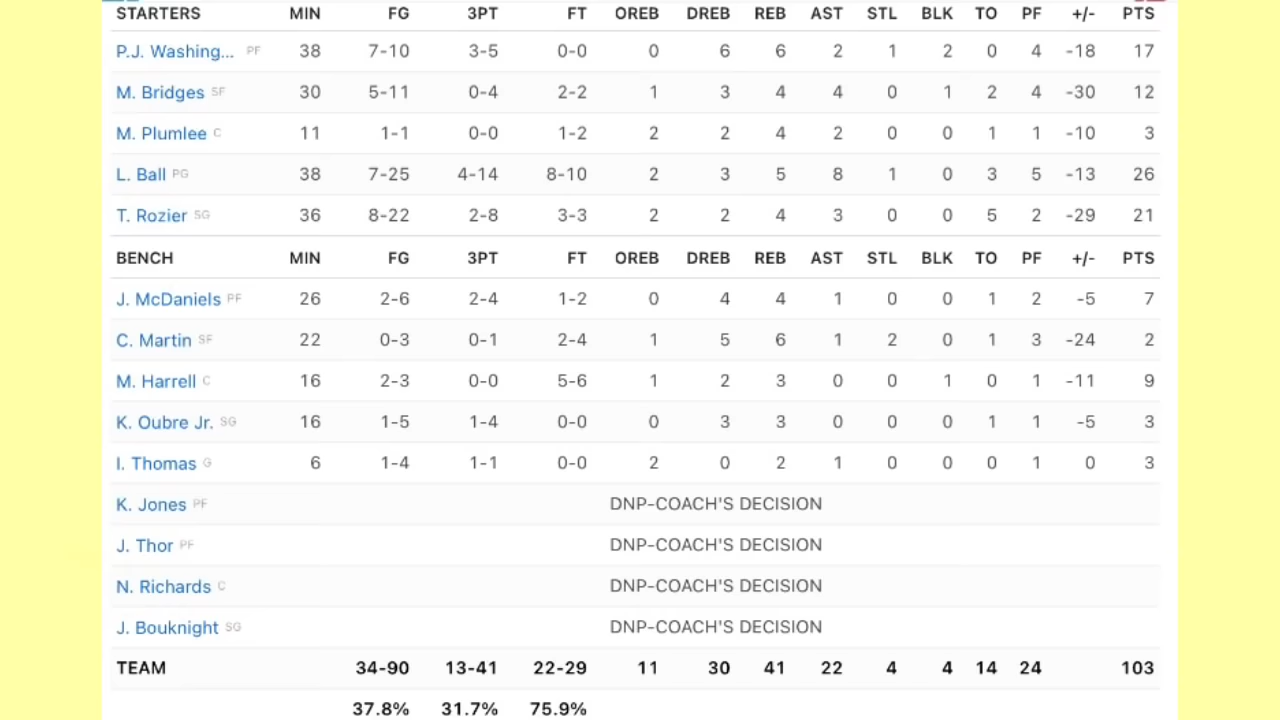 STARTERS MIN FG 3PT FT OREB DREB REB AST STL BLK TO PF +/- PTS
P.J. Washing... PF 38 7-10 3-5 0-0 0 6 6 2 1 2 0 4 -18 17
M. Bridges SF 30 5-11 0-4 2-2 1 3 4 4 0 1 2 4 -30 12
M. Plumlee C 11 1-1 0-0 1-2 2 2 4 2 0 0 1 1 -10 3
L. Ball PG 38 7-25 4-14 8-10 2 3 5 8 1 0 3 5 -13 26
T. Rozier SG 36 8-22 2-8 3-3 2 2 4 3 0 0 5 2 -29 21
BENCH MIN FG 3PT FT OREB DREB REB AST STL BLK TO PF +/- PTS
J. McDaniels PF 26 2-6 2-4 1-2 0 4 4 1 0 0 1 2 -5 7
C. Martin SF 22 0-3 0-1 2-4 1 5 6 1 2 0 1 3 -24 2
M. Harrell C 16 2-3 0-0 5-6 1 2 3 0 0 1 0 1 -11 9
K. Oubre Jr. SG 16 1-5 1-4 0-0 0 3 3 0 0 0 1 1 -5 3
I. Thomas G 6 1-4 1-1 0-0 2 0 2 1 0 0 0 1 0 3
K. Jones PF DNP-COACH'S DECISION
J. Thor PF DNP-COACH'S DECISION
N. Richards C DNP-COACH'S DECISION
J. Bouknight SG DNP-COACH'S DECISION
TEAM 34-90 13-41 22-29 11 30 41 22 4 4 14 24 103
37.8% 31.7% 75.9%